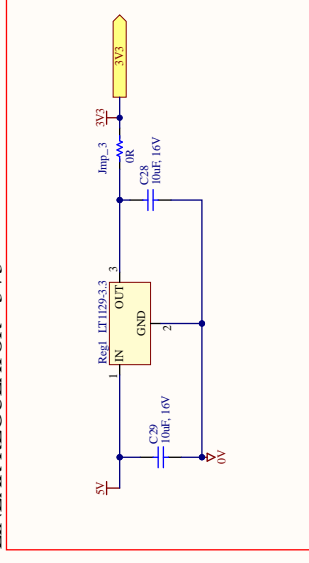 3V3
3V3
Jmp_3
0R
C28
10uF, 16V
Reg1 LT1129-3.3
3
OUT
GND
2
IN
1
C29
10uF, 16V
5V
0V